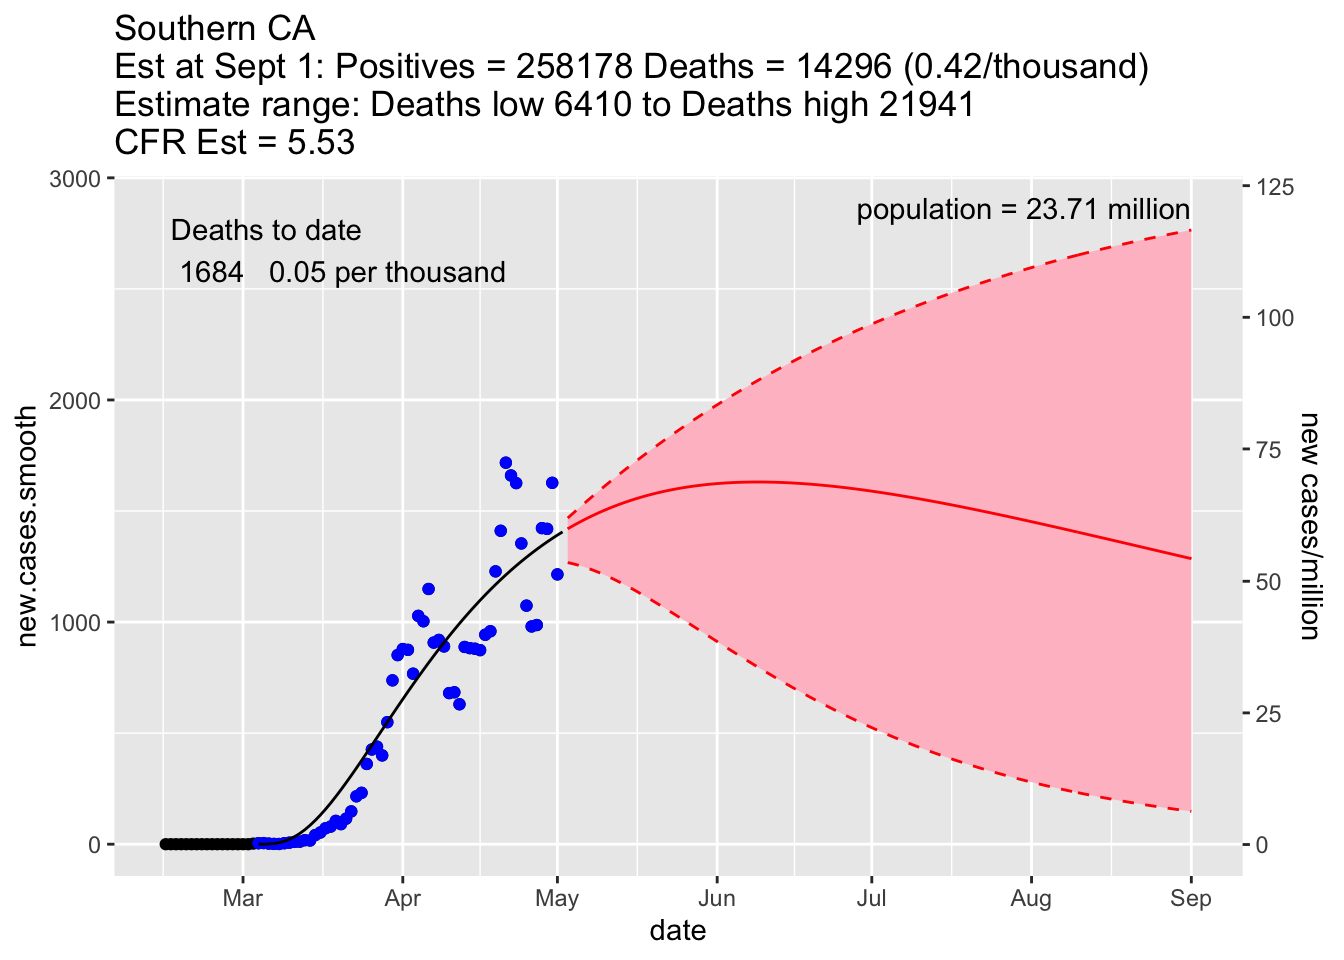 Southern CA
Est at Sept 1: Positives = 258178 Deaths = 14296 (0.42/thousand)
Estimate range: Deaths low 6410 to Deaths high 21941
CFR Est = 5.53
3000
2000
1000
0
new.cases.smooth
Deaths to date
1684 0.05 per thousand
population = 23.71 million
125
100
75
50
25
0
new cases/million
Mar Apr May Jun Jul Aug Sep
date